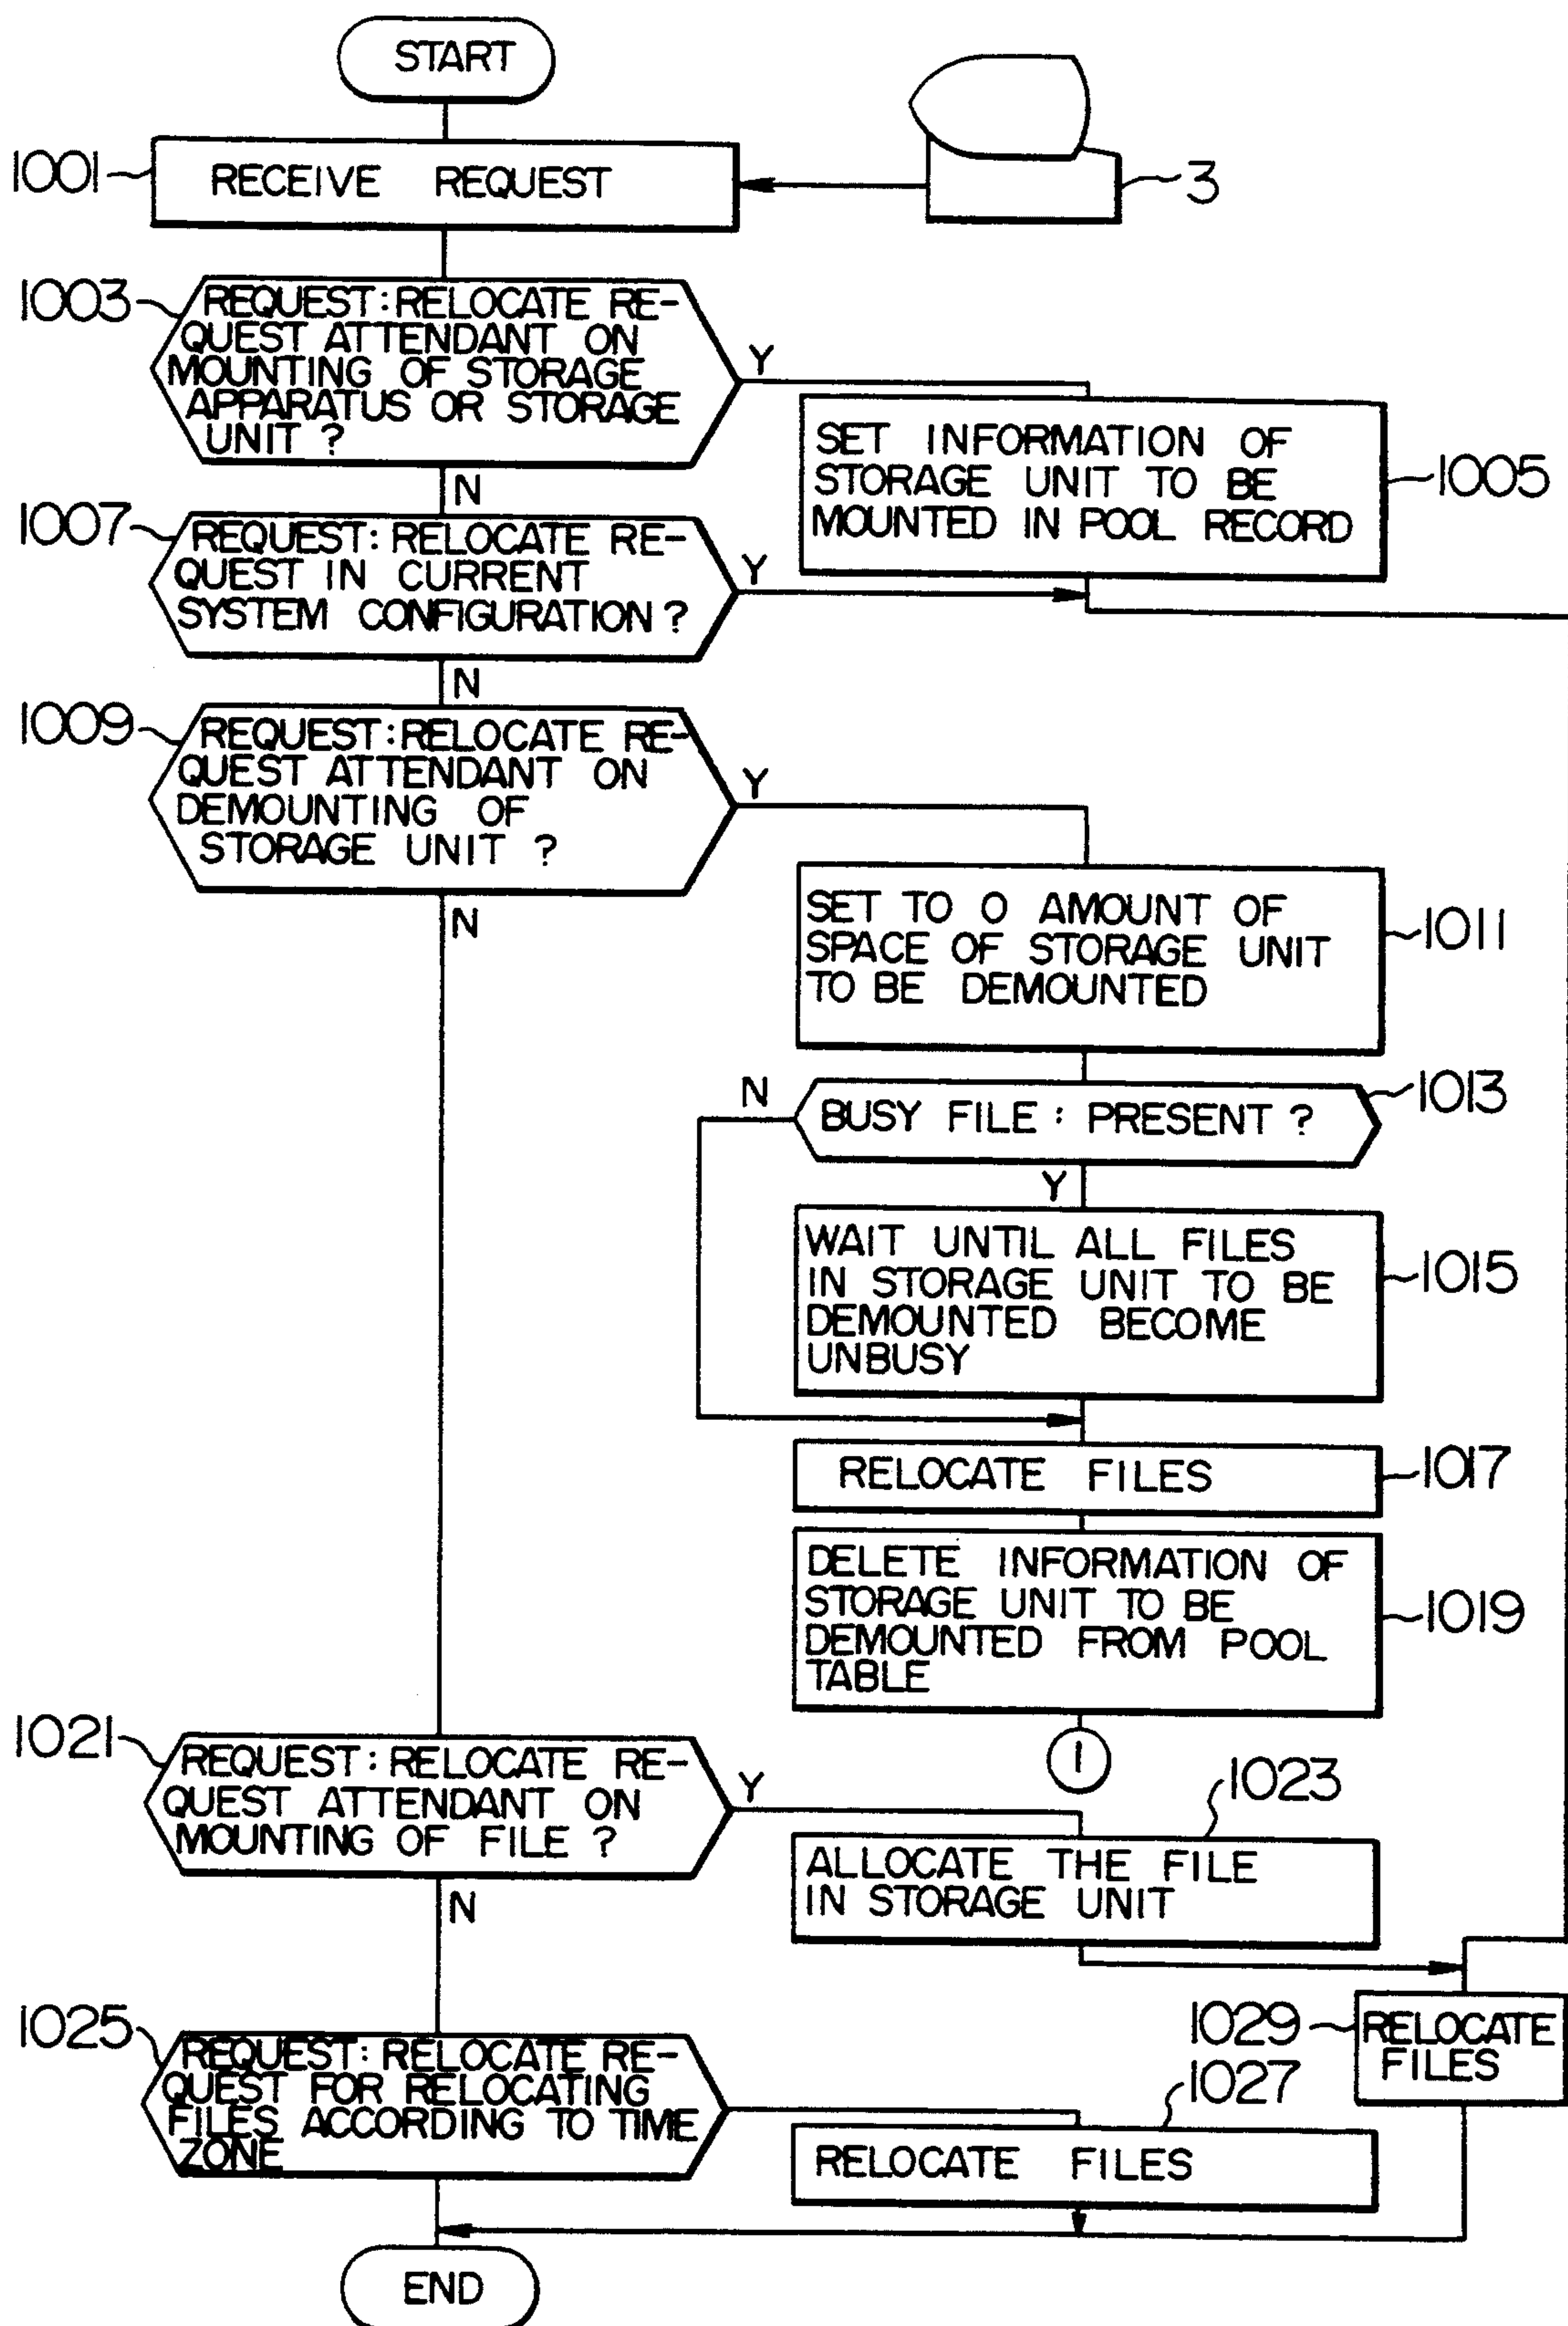 START
1001
RECEIVE REQUEST
3
1003
REQUEST:RELOCATE RE-
QUEST ATTENDANT ON
MOUNTING OF STORAGE
APPARATUS OR STORAGE
UNIT ?
Y
N
SET INFORMATION OF
STORAGE UNIT TO BE
MOUNTED IN POOL RECORD
1005
1007
REQUEST: RELOCATE RE-
QUEST IN CURRENT
SYSTEM CONFIGURATION ?
Y
N
1009
REQUEST:RELOCATE RE-
QUEST ATTENDANT ON
DEMOUNTING OF
STORAGE UNIT ?
Y
N
SET TO 0 AMOUNT OF
SPACE OF STORAGE UNIT
TO BE DEMOUNTED
1011
N
BUSY FILE : PRESENT ?
1013
Y
WAIT UNTIL ALL FILES
IN STORAGE UNIT TO BE
DEMOUNTED BECOME
UNBUSY
1015
RELOCATE FILES
1017
DELETE INFORMATION OF
STORAGE UNIT TO BE
DEMOUNTED FROM POOL
TABLE
1019
1
1021
REQUEST: RELOCATE RE-
QUEST ATTENDANT ON
MOUNTING OF FILE ?
Y
N
1023
ALLOCATE THE FILE
IN STORAGE UNIT
1025
REQUEST: RELOCATE RE-
QUEST FOR RELOCATING
FILES ACCORDING TO TIME
ZONE
1029
RELOCATE
FILES
1027
RELOCATE FILES
END